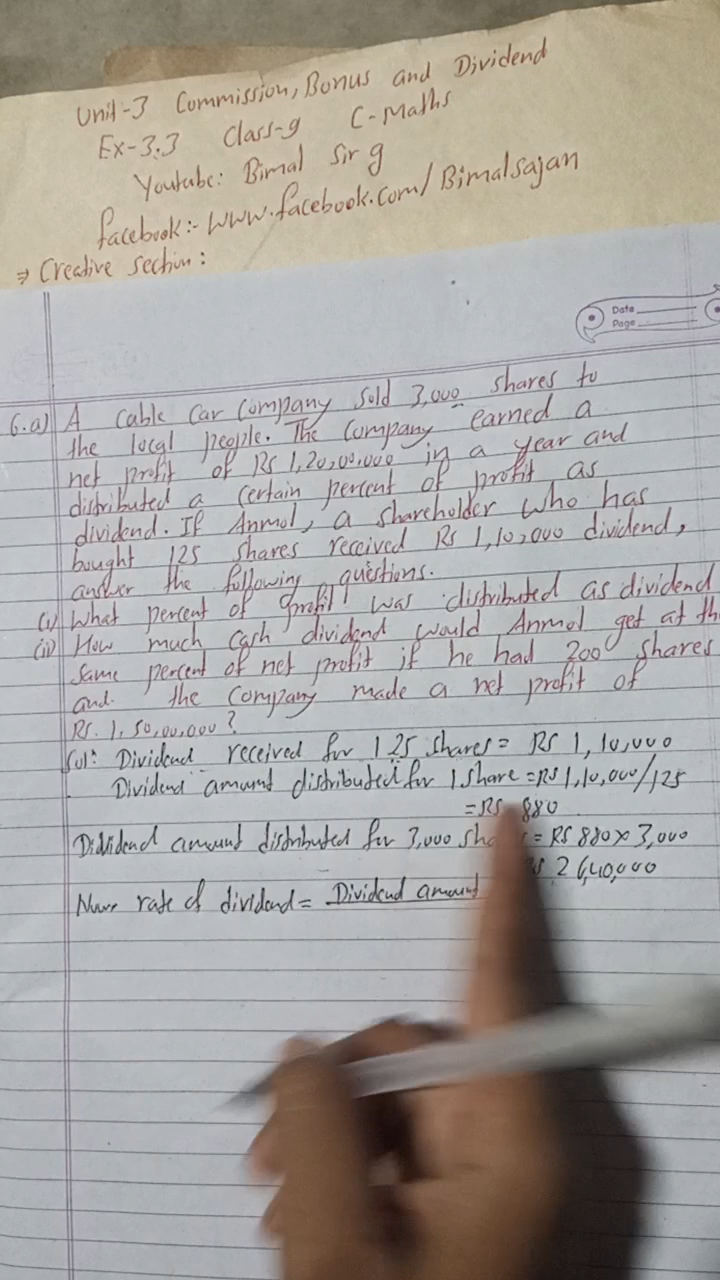 Unit-3 Commission, Bonus and Dividend
Ex-3.3 Class-9 C-Maths
Youtube: Bimal Sir g
facebook:- www.facebook.com/Bimalsajan
⇒ Creative section:
Date
Page
6.a) A Cable Car Company sold 3,000 shares to
the local people. The Company earned a
net profit of Rs 1,20,00,000 in a year and
distributed a certain percent of profit as
dividend. If Anmol, a shareholder who has
bought 125 shares received Rs 1,10,000 dividend,
answer the following questions.
(i) What percent of profit was distributed as dividend
(ii) How much cash dividend would Anmol get at th
same percent of net profit if he had 200 shares
and the Company made a net profit of
Rs. 1,50,00,000?
Sol: Dividend received for 125 shares = Rs 1,10,000
Dividend amount distributed for 1 share = Rs 1,10,000/125
= Rs 880
Dividend amount distributed for 3,000 = Rs 880 × 3,000
2 6,40,000
Now rate of dividend = Dividend amount